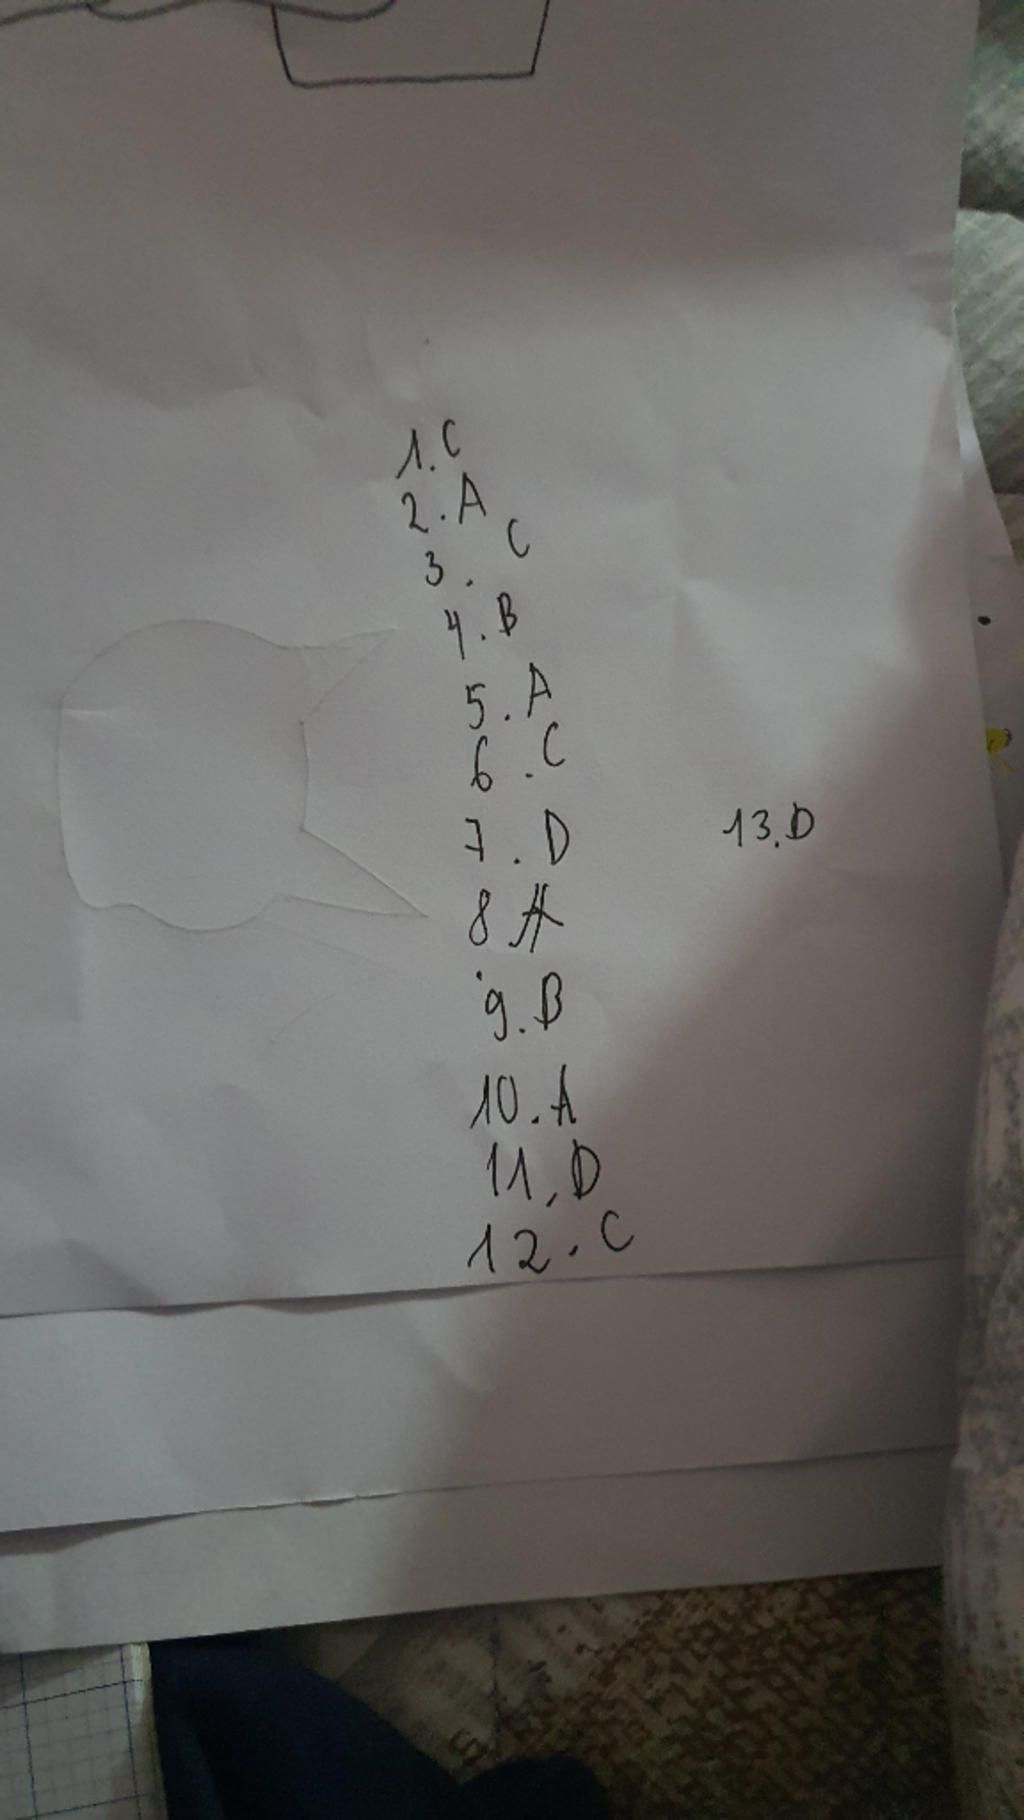 1. C
2. A
3. C
4. B
5. A
6. C
7. D
8 A
9. B
10. A
11. D
12. C
13. D